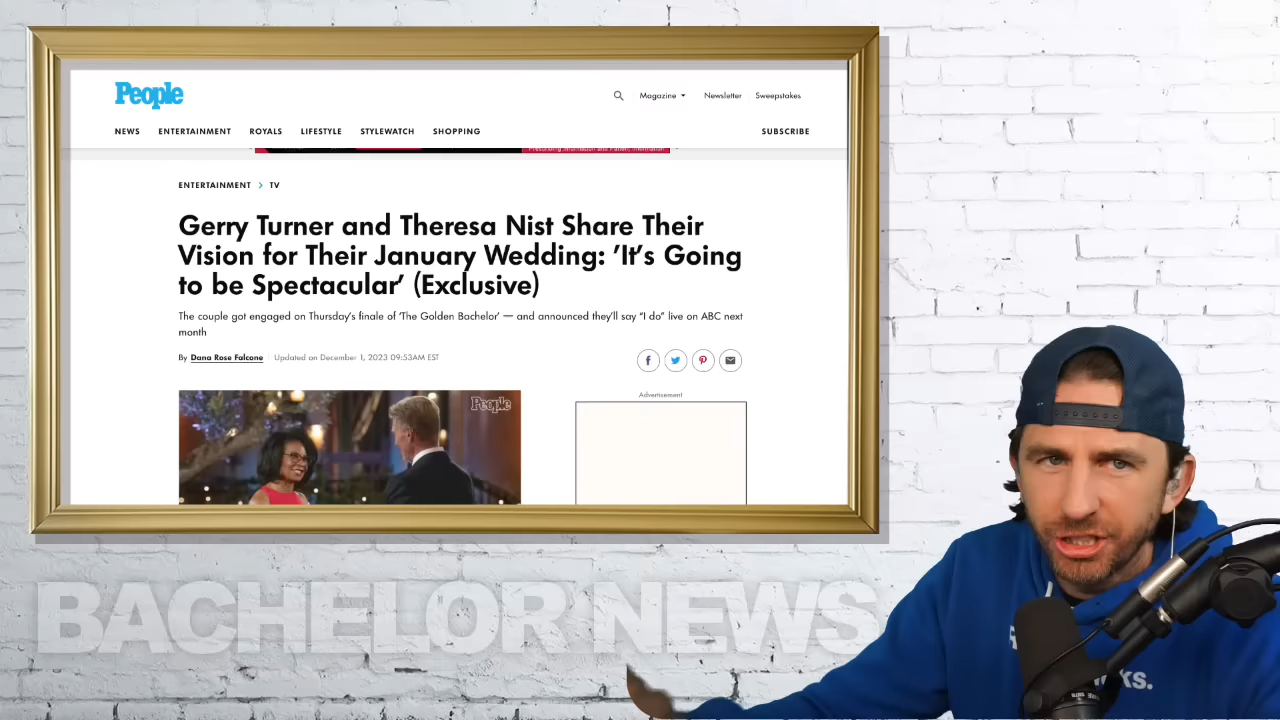 People
Magazine
Newsletter
Sweepstakes
NEWS ENTERTAINMENT ROYALS LIFESTYLE STYLEWATCH SHOPPING SUBSCRIBE
ENTERTAINMENT > TV
Gerry Turner and Theresa Nist Share Their
Vision for Their January Wedding: 'It's Going
to be Spectacular' (Exclusive)
The couple got engaged on Thursday's finale of 'The Golden Bachelor' — and announced they'll say "I do" live on ABC next
month
By Dana Rose Falcone Updated on December 1, 2023 09:53AM EST
Advertisement
People
BACHELOR NEWS